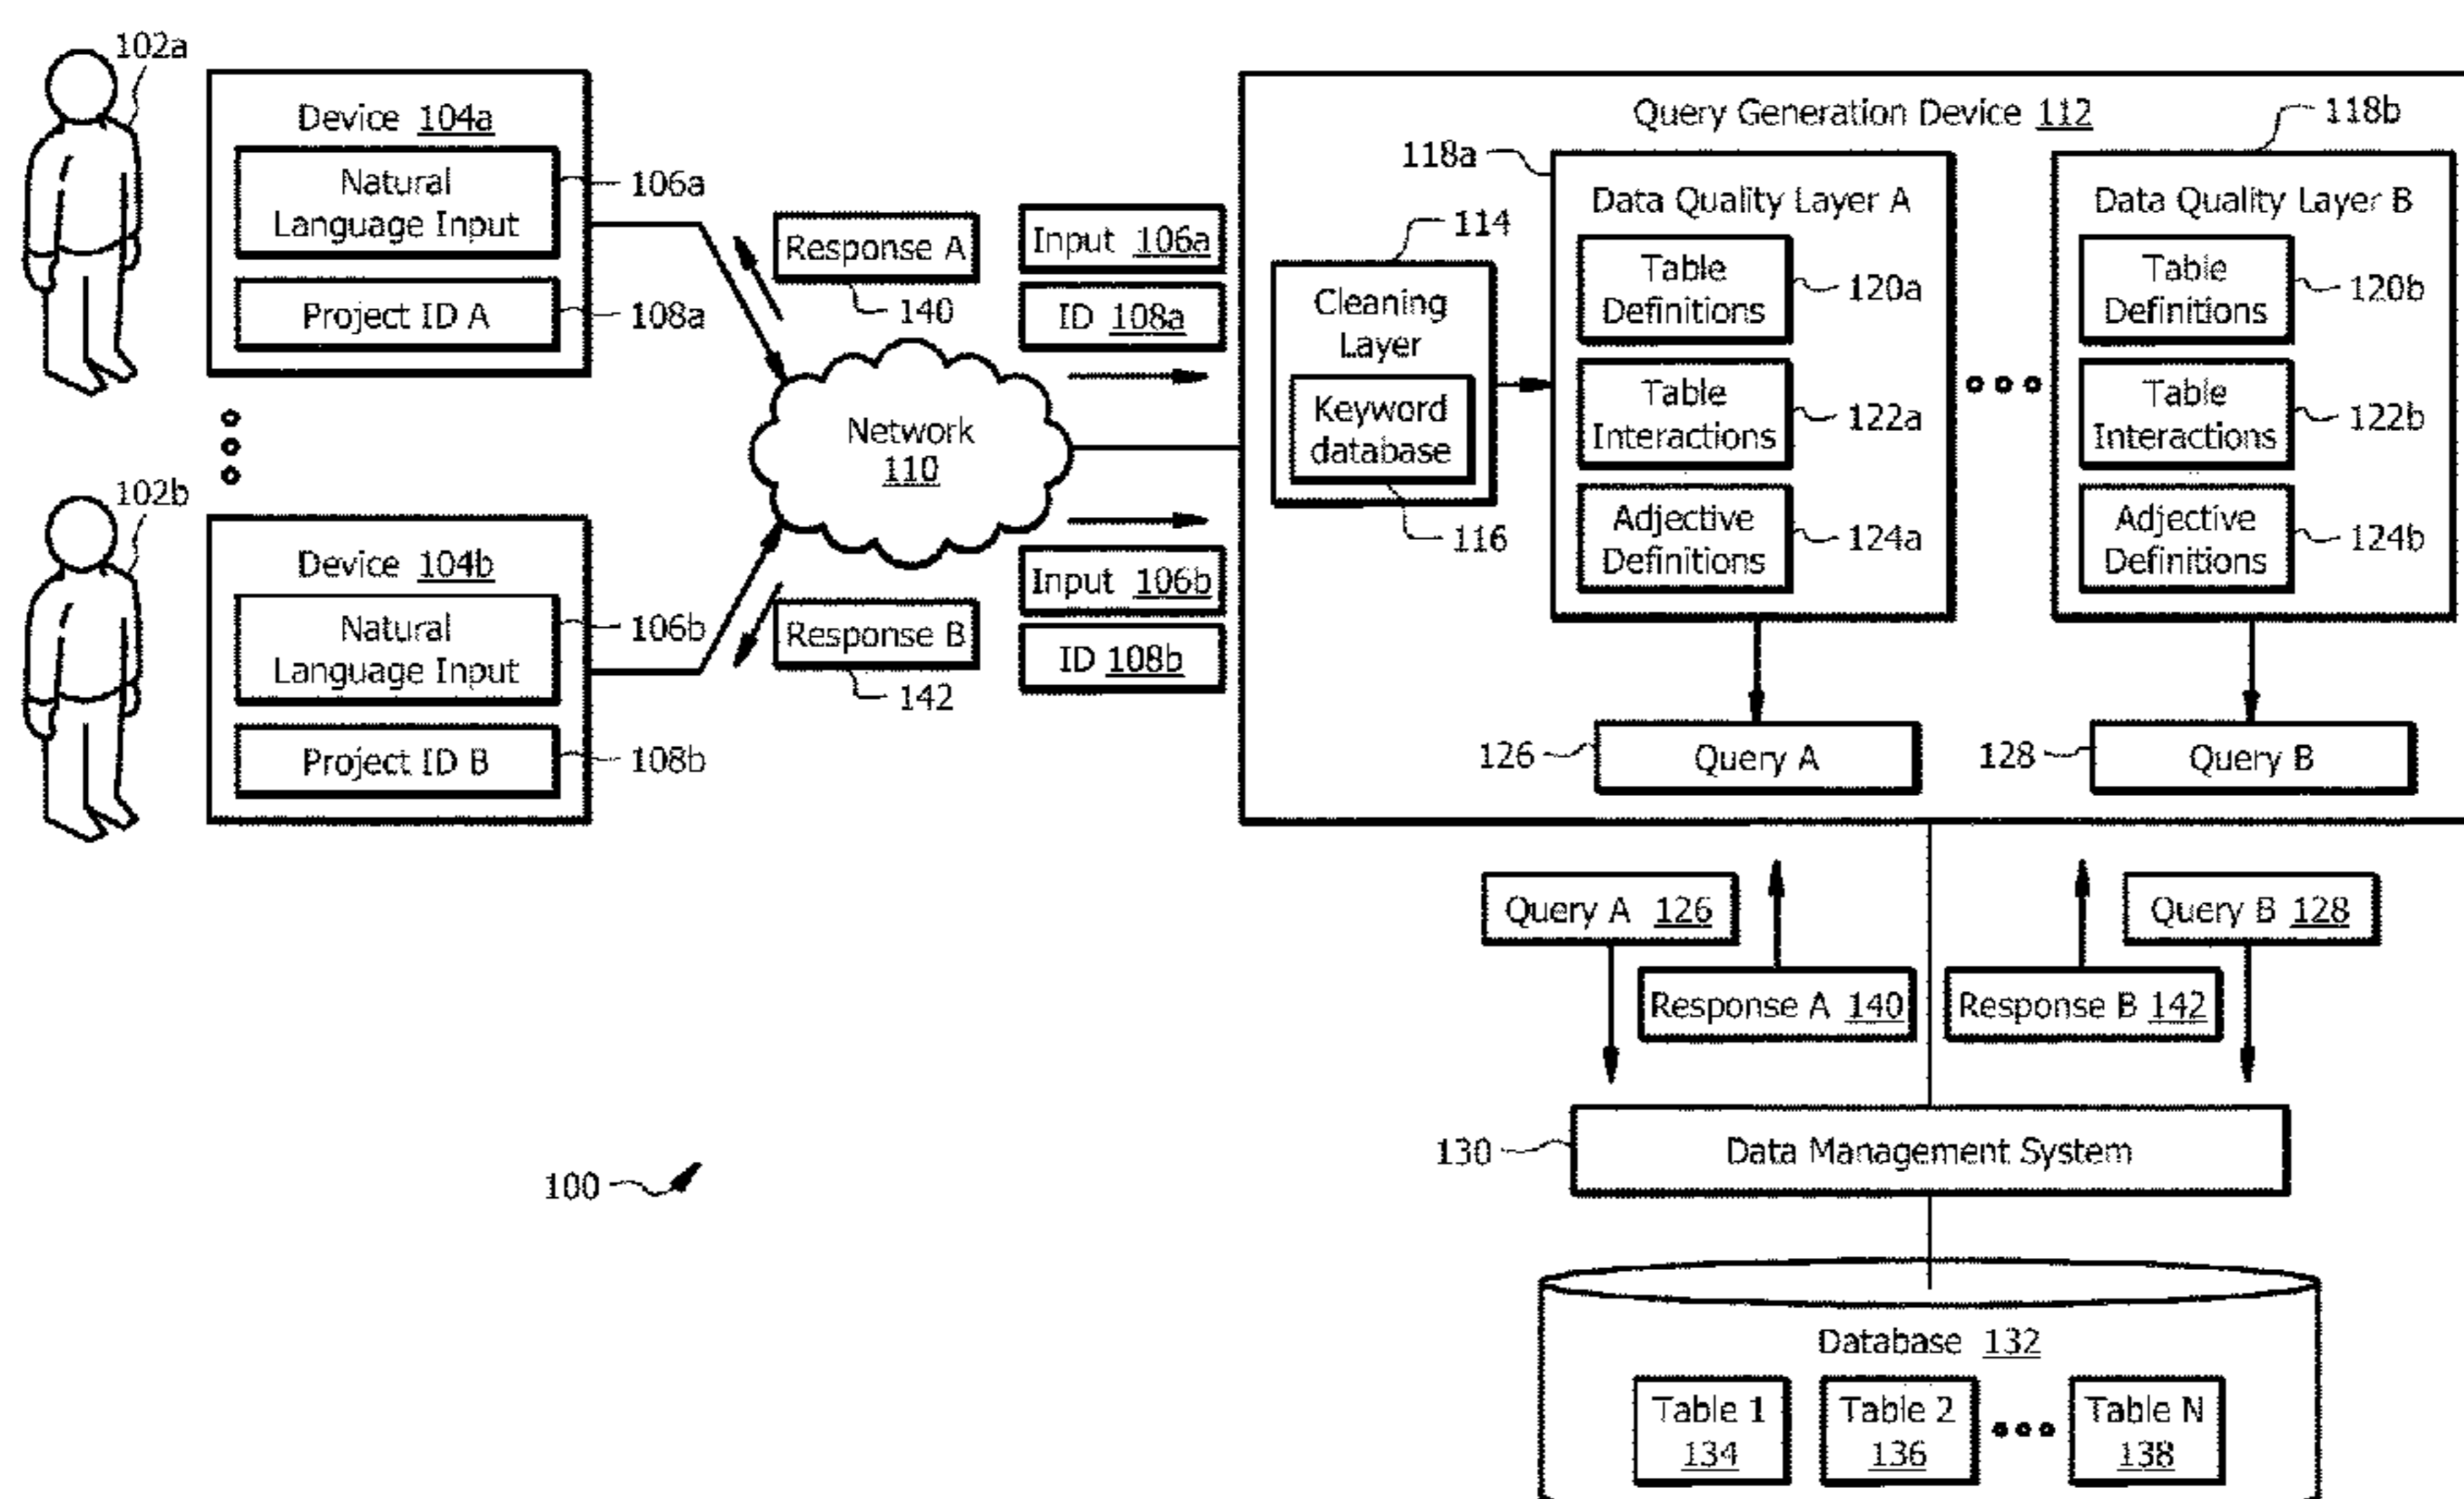 102a
Device 104a
Natural
Language Input
106a
Project ID A
108a
102b
Device 104b
Natural
Language Input
106b
Project ID B
108b
Response A
140
Input 106a
ID 108a
Network
110
Response B
142
Input 106b
ID 108b
Query Generation Device 112
114
Cleaning
Layer
Keyword
database
116
118a
Data Quality Layer A
Table
Definitions
120a
Table
Interactions
122a
Adjective
Definitions
124a
118b
Data Quality Layer B
Table
Definitions
120b
Table
Interactions
122b
Adjective
Definitions
124b
126
Query A
128
Query B
Query A 126
Response A 140
Response B 142
Query B 128
130
Data Management System
100
Database 132
Table 1
134
Table 2
136
Table N
138